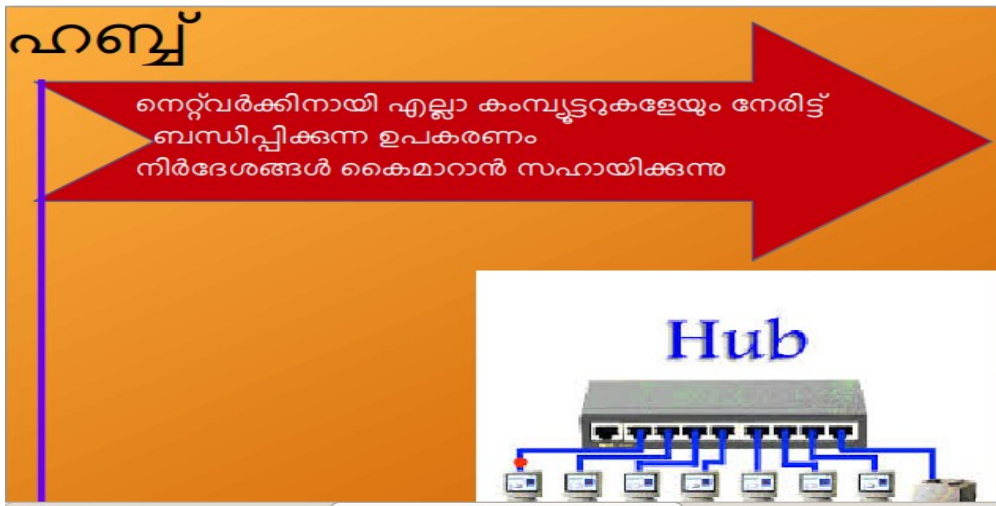 ഹബ്ബ്
നെറ്റ്‌വർക്കിനായി എല്ലാ കംമ്പ്യൂട്ടറുകളേയും നേരിട്ട്
ബന്ധിപ്പിക്കുന്ന ഉപകരണം
നിർദേശങ്ങൾ കൈമാറാൻ സഹായിക്കുന്നു
Hub